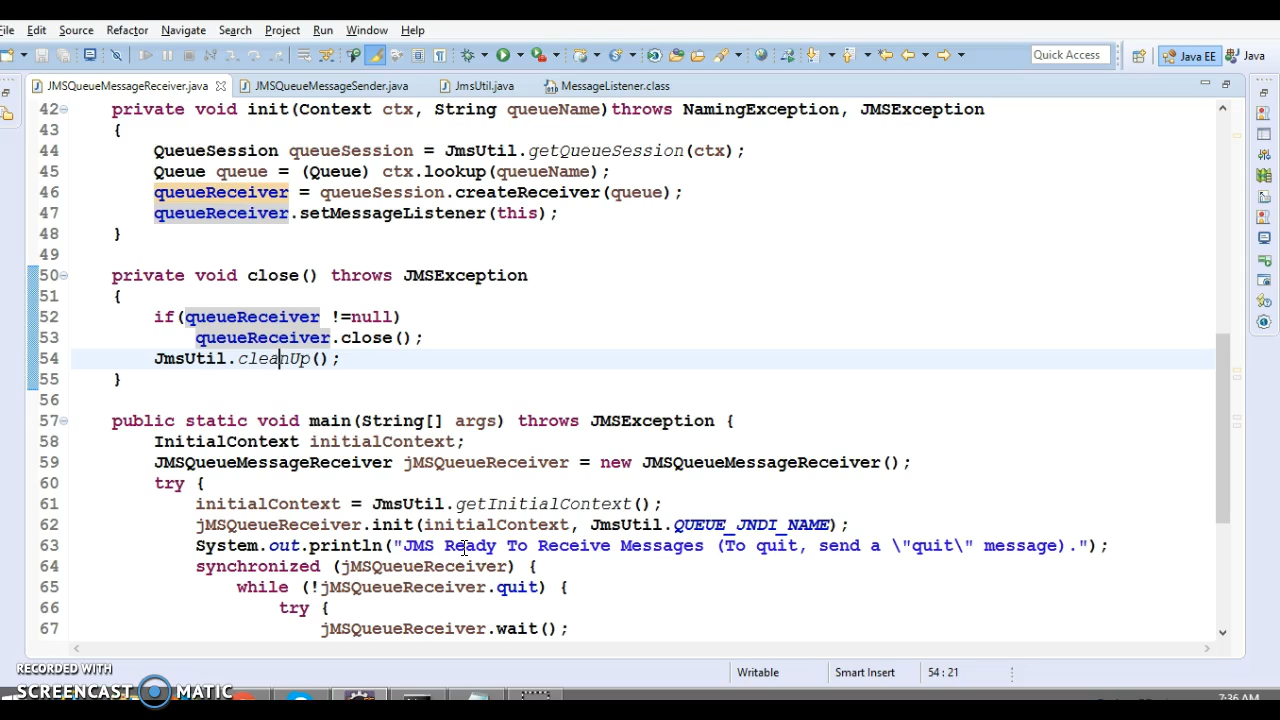 File Edit Source Refactor Navigate Search Project Run Window Help
Quick Access Java EE Java
JMSQueueMessageReceiver.java JMSQueueMessageSender.java JmsUtil.java MessageListener.class
42 private void init(Context ctx, String queueName)throws NamingException, JMSException
43 {
44 QueueSession queueSession = JmsUtil.getQueueSession(ctx);
45 Queue queue = (Queue) ctx.lookup(queueName);
46 queueReceiver = queueSession.createReceiver(queue);
47 queueReceiver.setMessageListener(this);
48 }
49
50 private void close() throws JMSException
51 {
52 if(queueReceiver !=null)
53 queueReceiver.close();
54 JmsUtil.cleanUp();
55 }
56
57 public static void main(String[] args) throws JMSException {
58 InitialContext initialContext;
59 JMSQueueMessageReceiver jMSQueueReceiver = new JMSQueueMessageReceiver();
60 try {
61 initialContext = JmsUtil.getInitialContext();
62 jMSQueueReceiver.init(initialContext, JmsUtil.QUEUE_JNDI_NAME);
63 System.out.println("JMS Ready To Receive Messages (To quit, send a \"quit\" message).");
64 synchronized (jMSQueueReceiver) {
65 while (!jMSQueueReceiver.quit) {
66 try {
67 jMSQueueReceiver.wait();
Writable Smart Insert 54 : 21
RECORDED WITH
SCREENCAST MATIC
7:36 AM